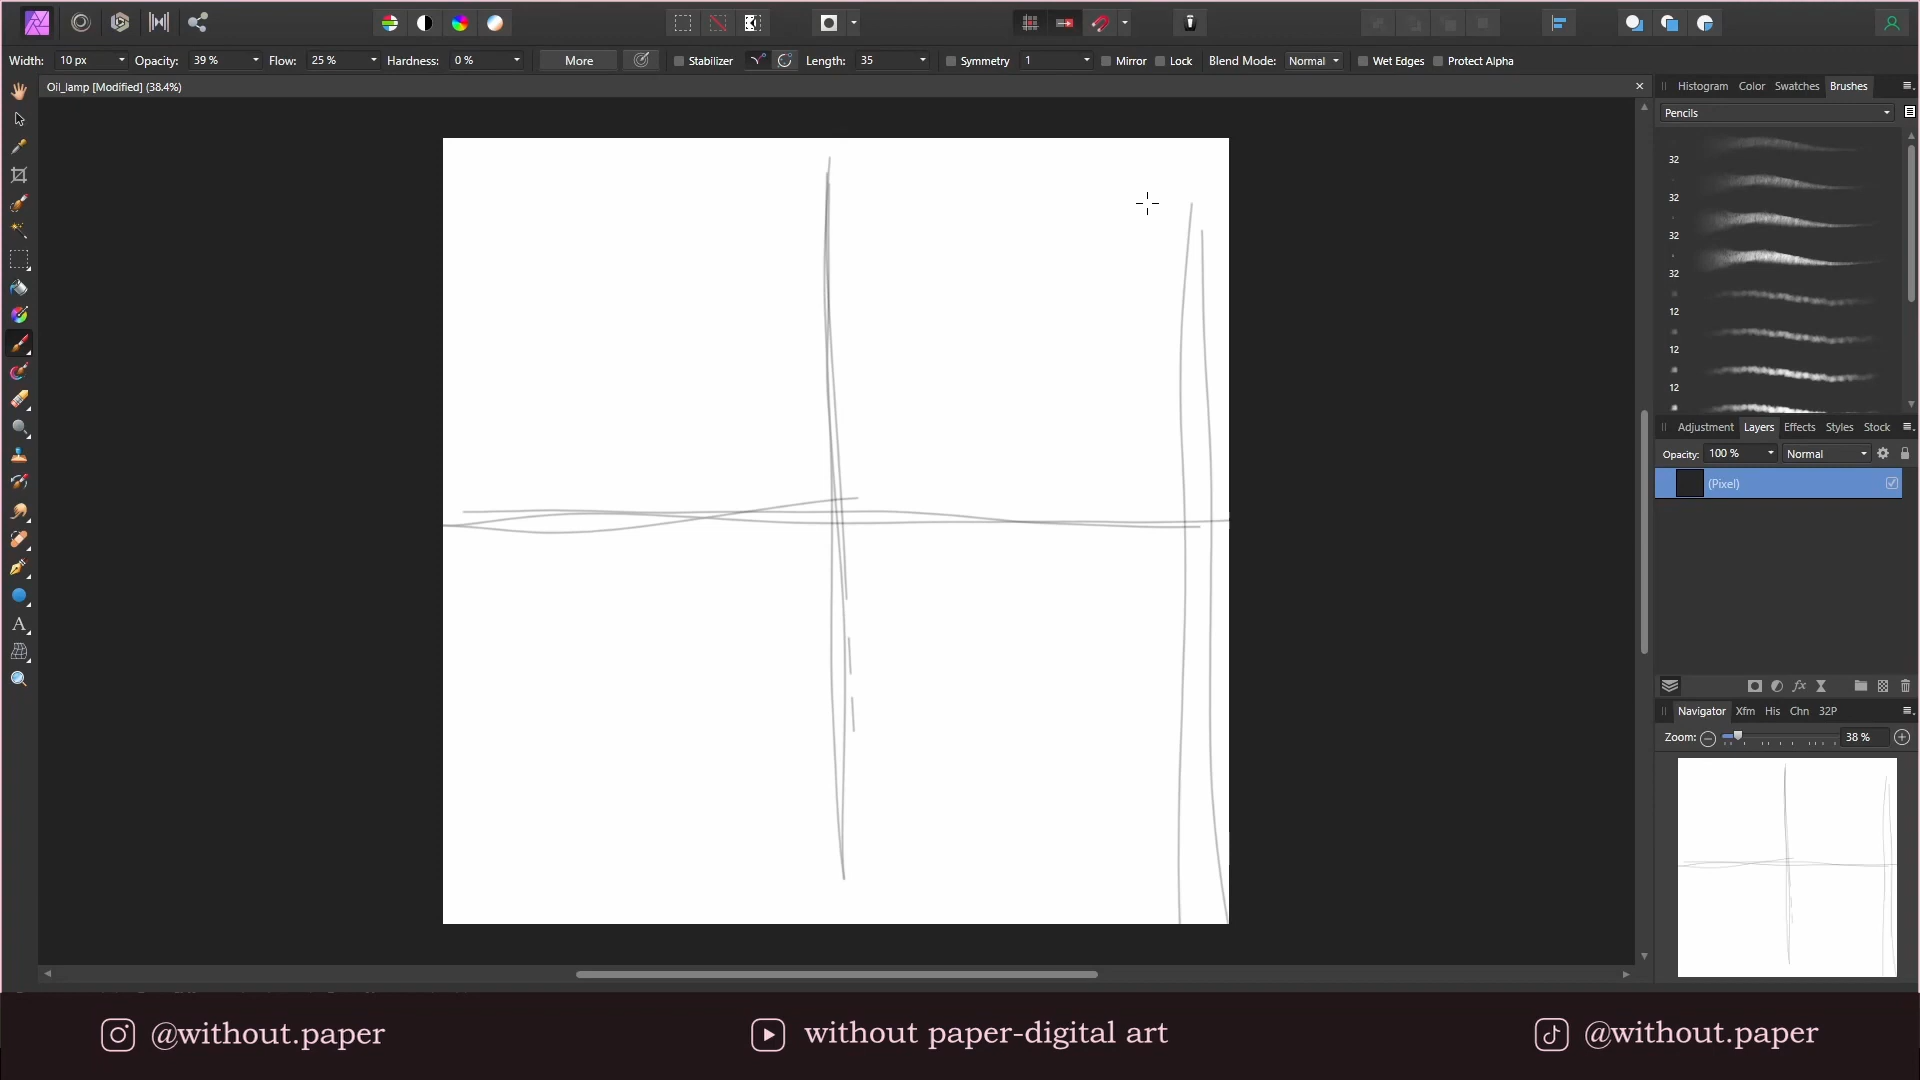 Width: 10 px Opacity: 39 % Flow: 25 % Hardness: 0 % More Stabilizer Length: 35 Symmetry 1 Mirror Lock Blend Mode: Normal Wet Edges Protect Alpha
Oil_lamp [Modified] (38.4%)
Histogram Color Swatches Brushes
Pencils
32
32
32
32
12
12
12
Adjustment Layers Effects Styles Stock
Opacity: 100 % Normal
(Pixel)
fx
Navigator Xfm His Chn 32P
Zoom: 38 %
A
@without.paper
without paper-digital art
@without.paper